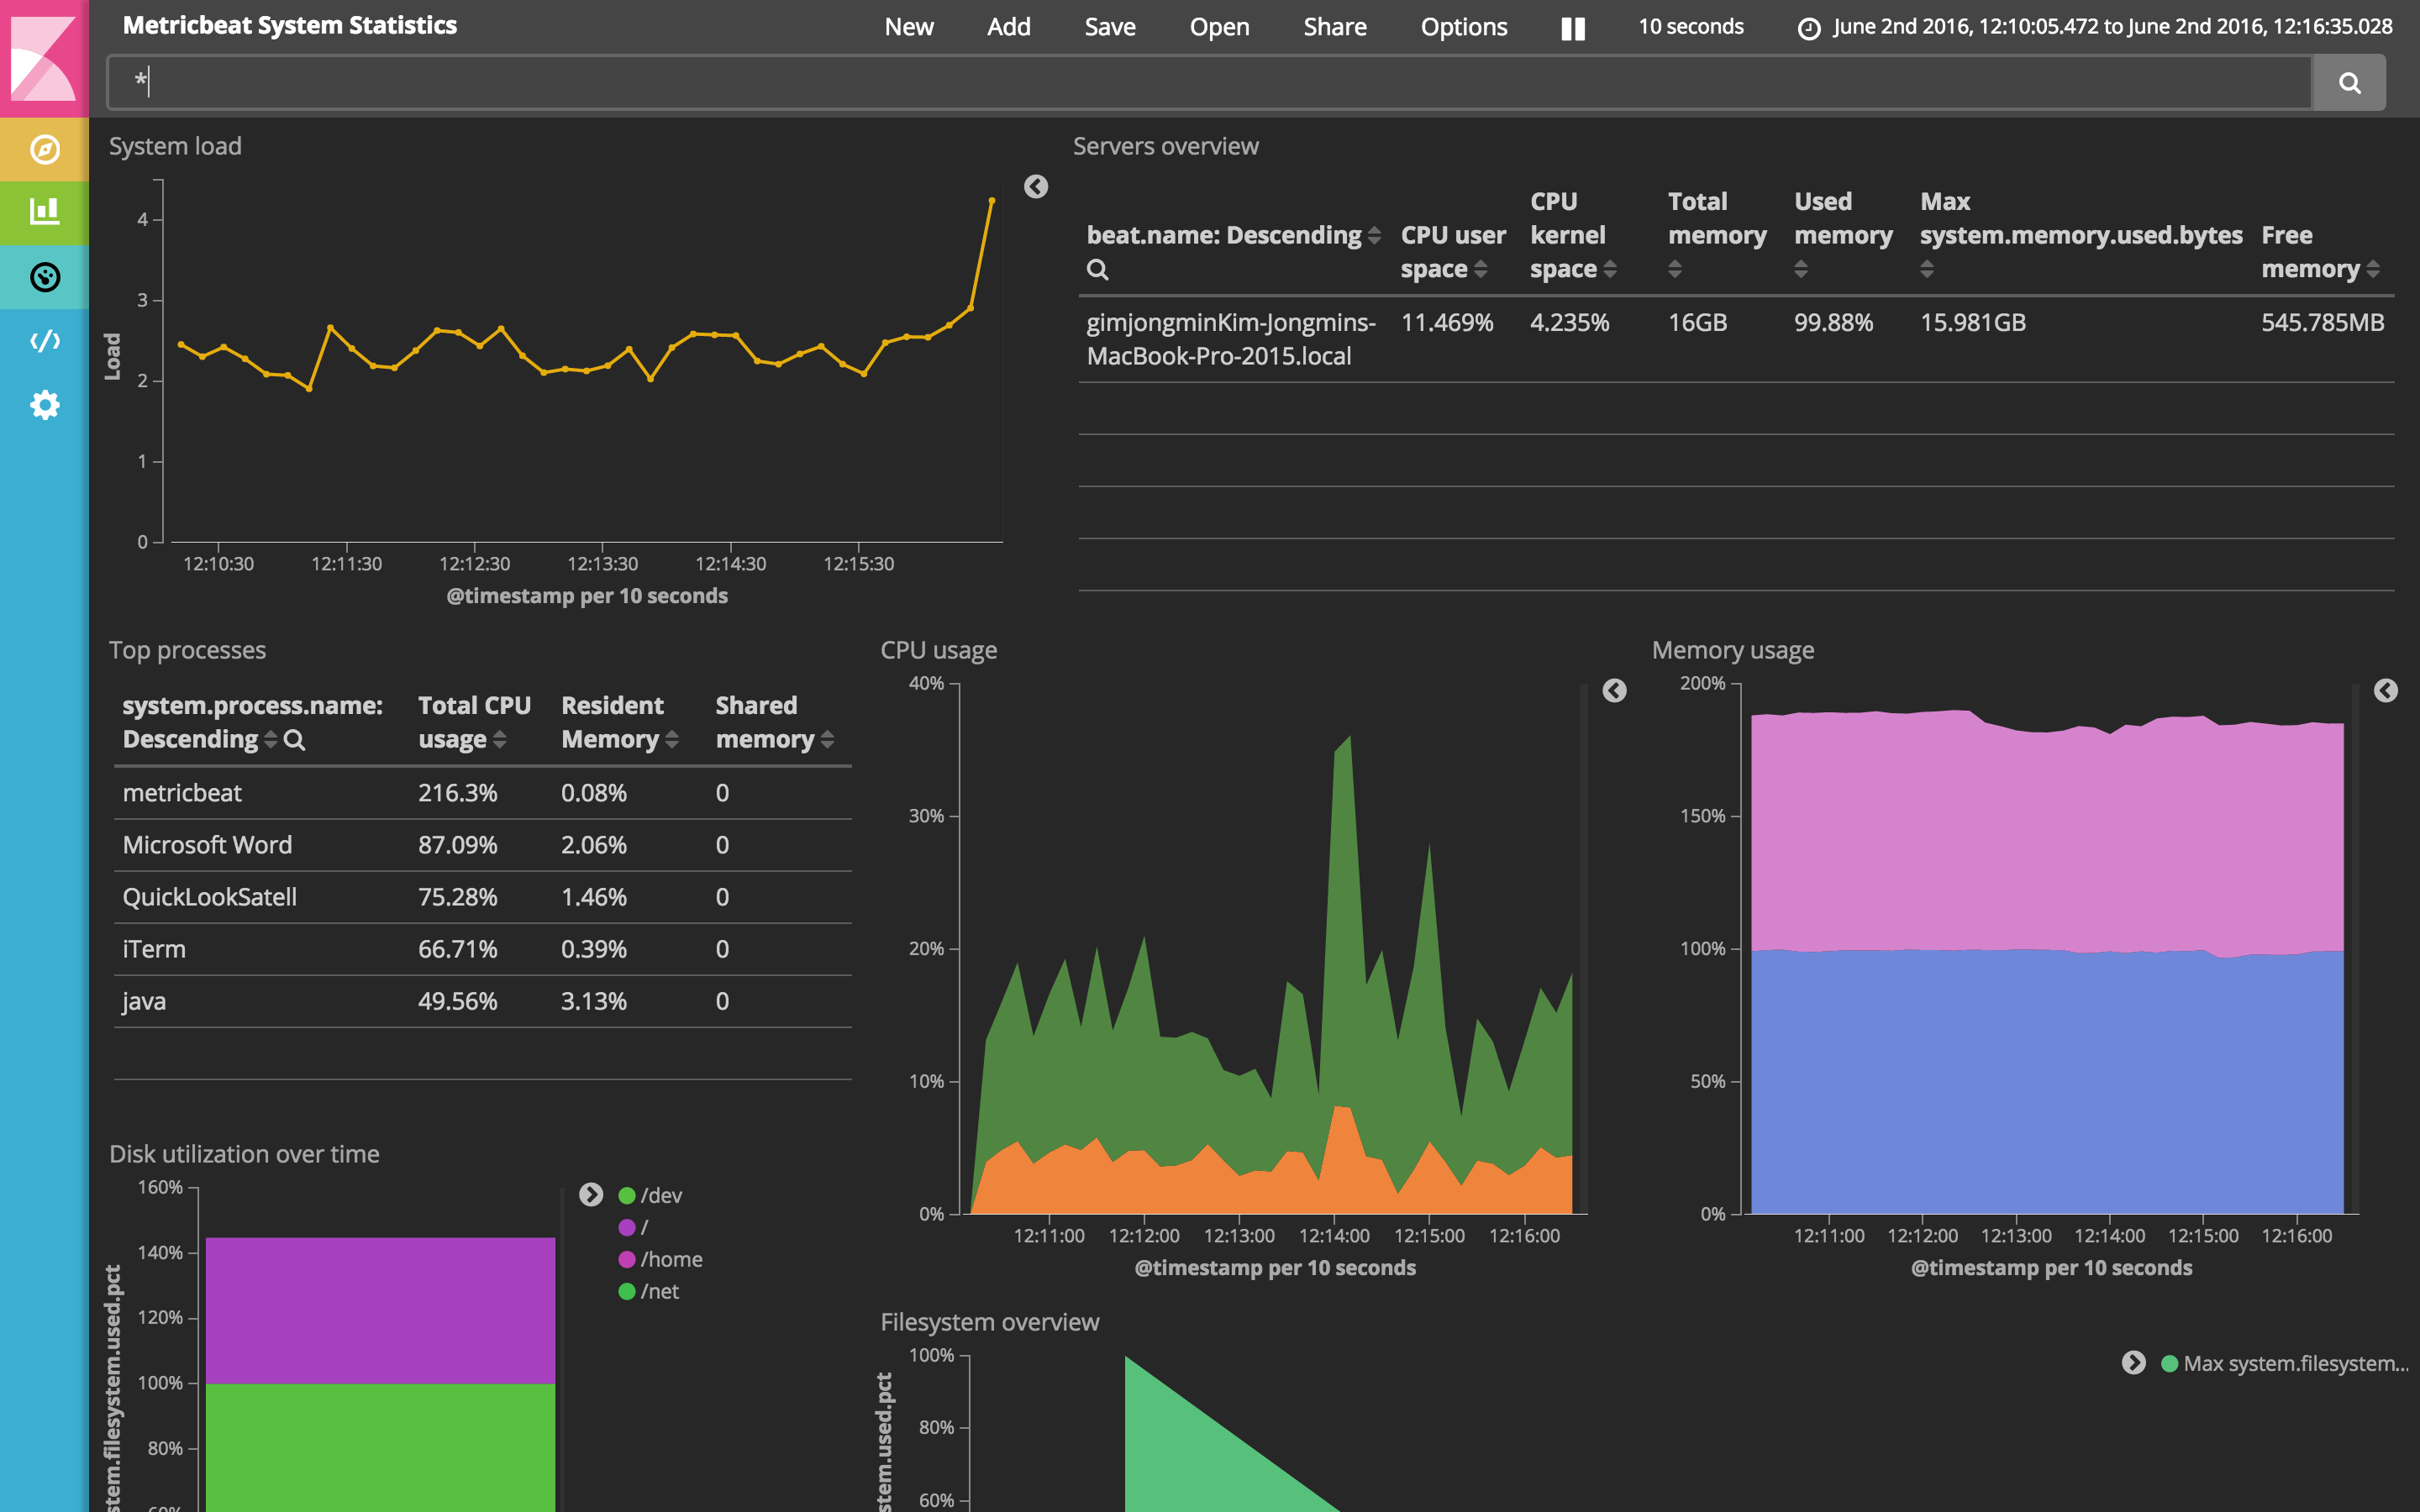 Metricbeat System Statistics
New Add Save Open Share Options 10 seconds June 2nd 2016, 12:10:05.472 to June 2nd 2016, 12:16:35.028
*
System load
4
3
2
1
0
Load
12:10:30 12:11:30 12:12:30 12:13:30 12:14:30 12:15:30
@timestamp per 10 seconds
Servers overview
beat.name: Descending
CPU user
space
CPU
kernel
space
Total
memory
Used
memory
Max
system.memory.used.bytes
Free
memory
gimjongminKim-Jongmins-
MacBook-Pro-2015.local
11.469% 4.235% 16GB 99.88% 15.981GB 545.785MB
Top processes
system.process.name:
Descending
Total CPU
usage
Resident
Memory
Shared
memory
metricbeat 216.3% 0.08% 0
Microsoft Word 87.09% 2.06% 0
QuickLookSatell 75.28% 1.46% 0
iTerm 66.71% 0.39% 0
java 49.56% 3.13% 0
CPU usage
40%
30%
20%
10%
0%
12:11:00 12:12:00 12:13:00 12:14:00 12:15:00 12:16:00
@timestamp per 10 seconds
Memory usage
200%
150%
100%
50%
0%
12:11:00 12:12:00 12:13:00 12:14:00 12:15:00 12:16:00
@timestamp per 10 seconds
Disk utilization over time
160%
140%
120%
100%
80%
stem.filesystem.used.pct
/dev
/
/home
/net
Filesystem overview
100%
80%
60%
stem.used.pct
Max system.filesystem...